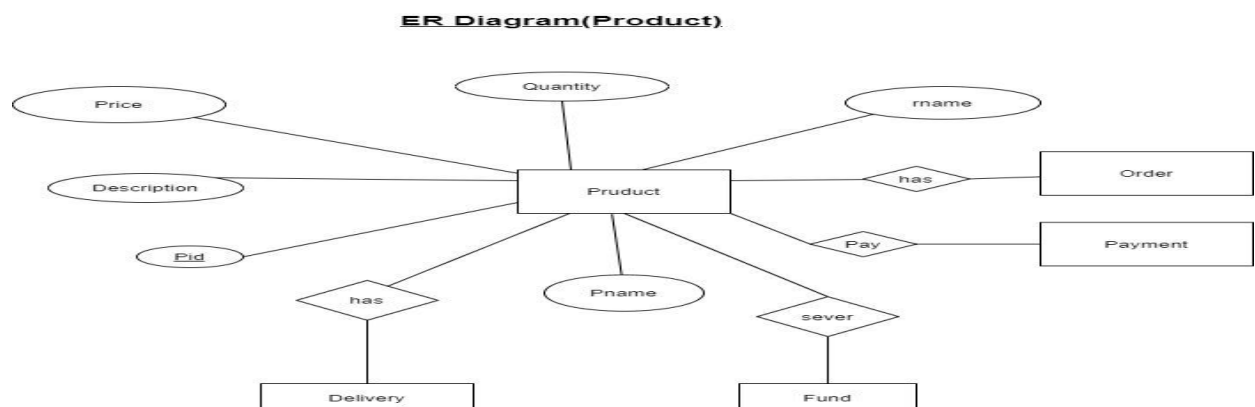 ER Diagram(Product)
Quantity
Price
rname
Description
Pruduct
has
Order
Pid
Pay
Payment
has
Pname
sever
Delivery
Fund